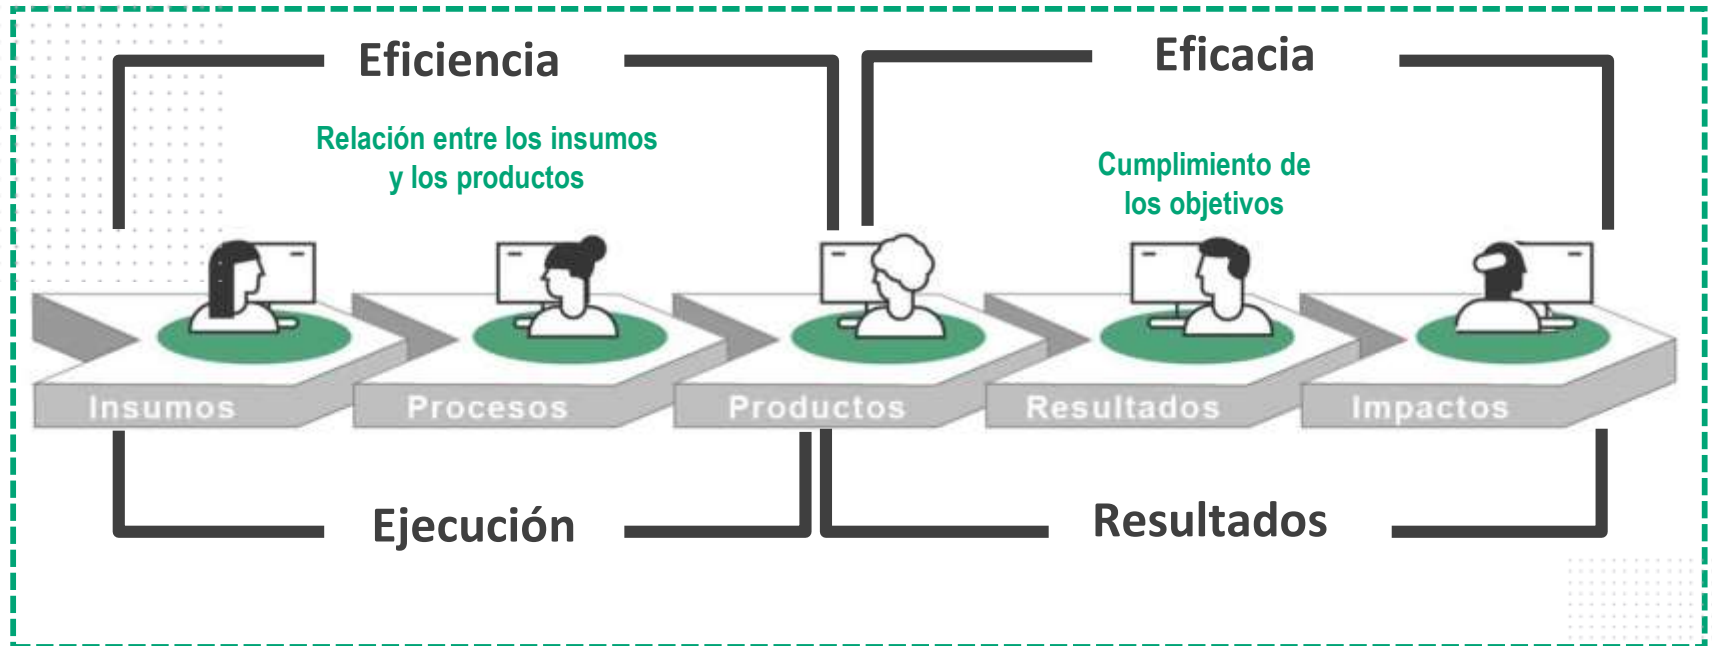 Eficiencia
Eficacia
Relación entre los insumos
y los productos
Cumplimiento de
los objetivos
Insumos
Procesos
Productos
Resultados
Impactos
Ejecución
Resultados